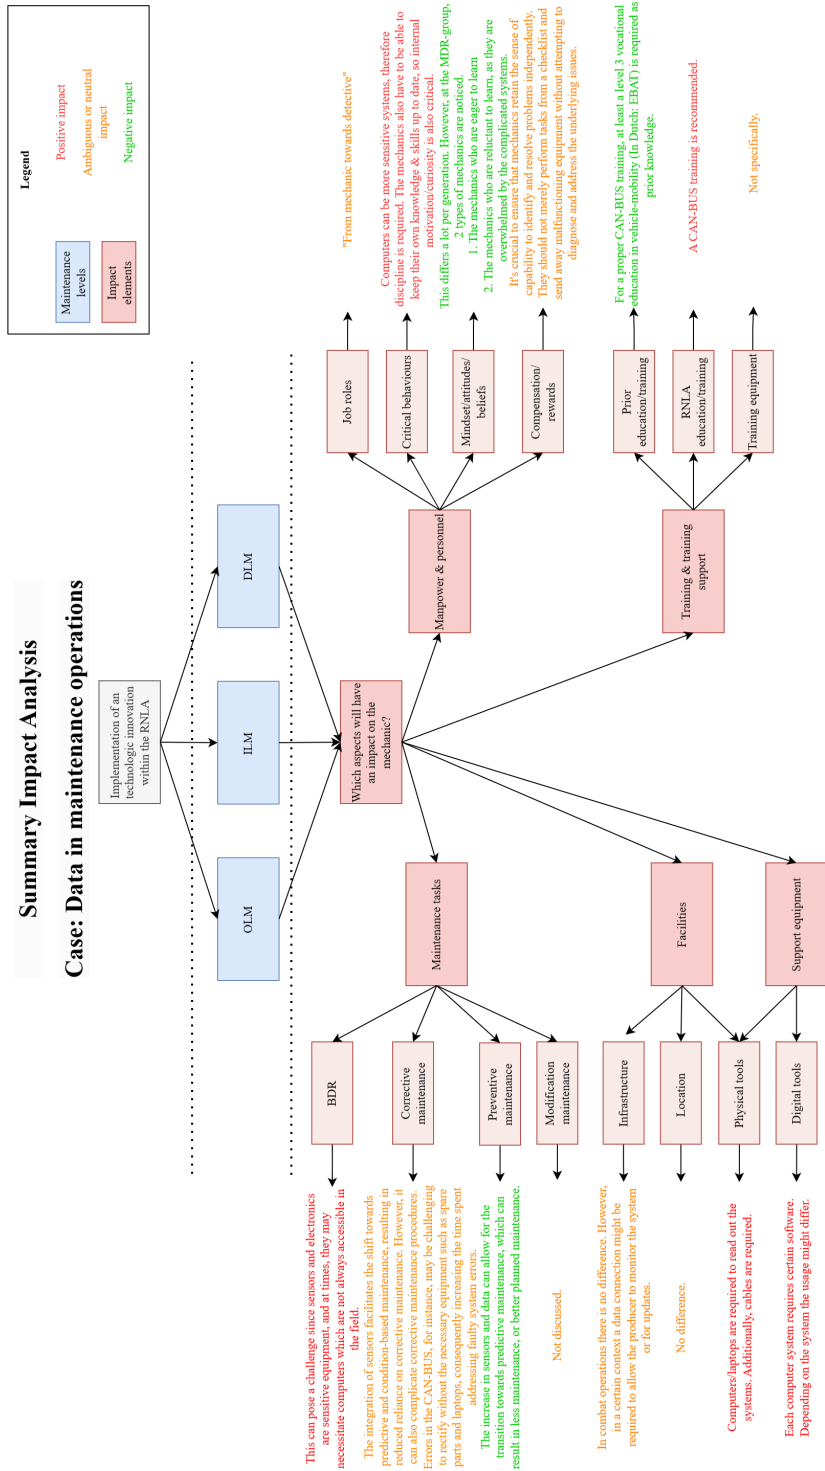 Summary Impact Analysis
Case: Data in maintenance operations
Legend
Maintenance
levels
Impact
elements
Positive impact
Ambiguous or neutral
impact
Negative impact
Implementation of an
technologic innovation
within the RNLA
OLM
ILM
DLM
Which aspects will have
an impact on the
mechanic?
Maintenance tasks
BDR
This can pose a challenge since sensors and electronics
are sensitive equipment, and at times, they may
necessitate computers which are not always accessible in
the field.
Corrective
maintenance
The integration of sensors facilitates the shift towards
predictive and condition-based maintenance, resulting in
reduced reliance on corrective maintenance. However, it
can also complicate corrective maintenance procedures.
Errors in the CAN-BUS, for instance, may be challenging
to rectify without the necessary equipment such as spare
parts and laptops, consequently increasing the time spent
addressing faulty system errors.
Preventive
maintenance
The increase in sensors and data can allow for the
transition towards predictive maintenance, which can
result in less maintenance, or better planned maintenance.
Modification
maintenance
Not discussed.
Facilities
Infrastructure
In combat operations there is no difference. However,
in a certain context a data connection might be
required to allow the producer to monitor the system
or for updates.
Location
No difference.
Support equipment
Physical tools
Computers/laptops are required to read out the
systems. Additionally, cables are required.
Digital tools
Each computer system requires certain software.
Depending on the system the usage might differ.
Manpower & personnel
Job roles
"From mechanic towards detective"
Critical behaviours
Computers can be more sensitive systems, therefore
discipline is required. The mechanics also have to be able to
keep their own knowledge & skills up to date, so internal
motivation/curiosity is also critical.
Mindset/attitudes/
beliefs
This differs a lot per generation. However, at the MDR-group,
2 types of mechanics are noticed.
1. The mechanics who are eager to learn
2. The mechanics who are reluctant to learn, as they are
overwhelmed by the complicated systems.
Compensation/
rewards
It's crucial to ensure that mechanics retain the sense of
capability to identify and resolve problems independently.
They should not merely perform tasks from a checklist and
send away malfunctioning equipment without attempting to
diagnose and address the underlying issues.
Training & training
support
Prior
education/training
For a proper CAN-BUS training, at least a level 3 vocational
education in vehicle-mobility (In Dutch: EBAT) is required as
prior knowledge.
RNLA
education/training
A CAN-BUS training is recommended.
Training equipment
Not specifically.